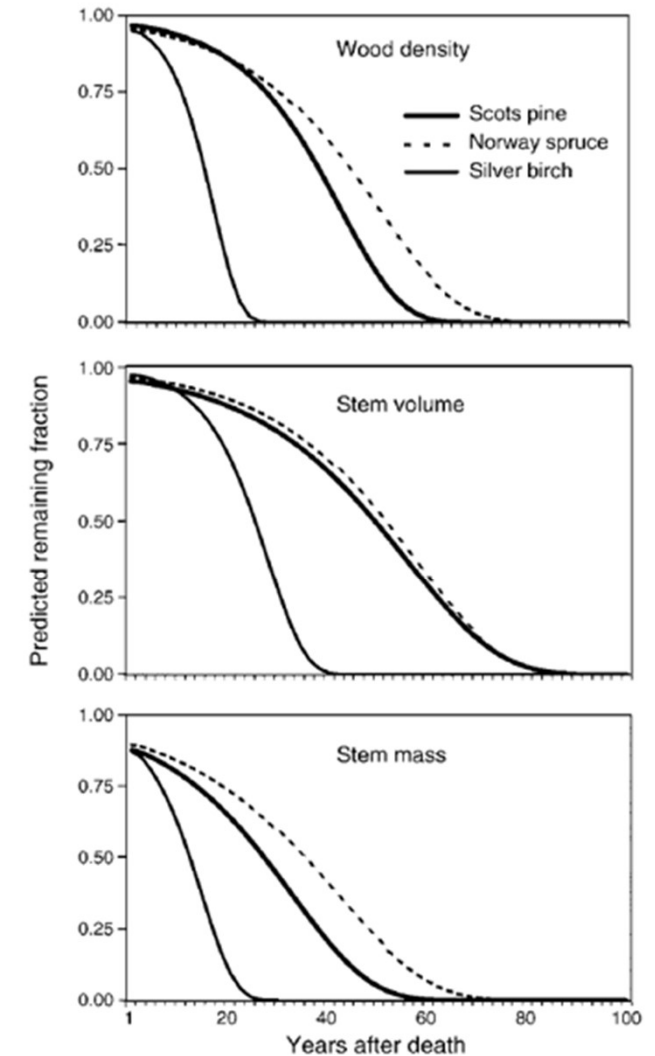 1.00
Wood density
0.75
Scots pine
Norway spruce
Silver birch
0.50
0.25
0.00
1.00
Stem volume
0.75
0.50
0.25
0.00
Predicted remaining fraction
1.00
Stem mass
0.75
0.50
0.25
0.00
1 20 40 60 80 100
Years after death